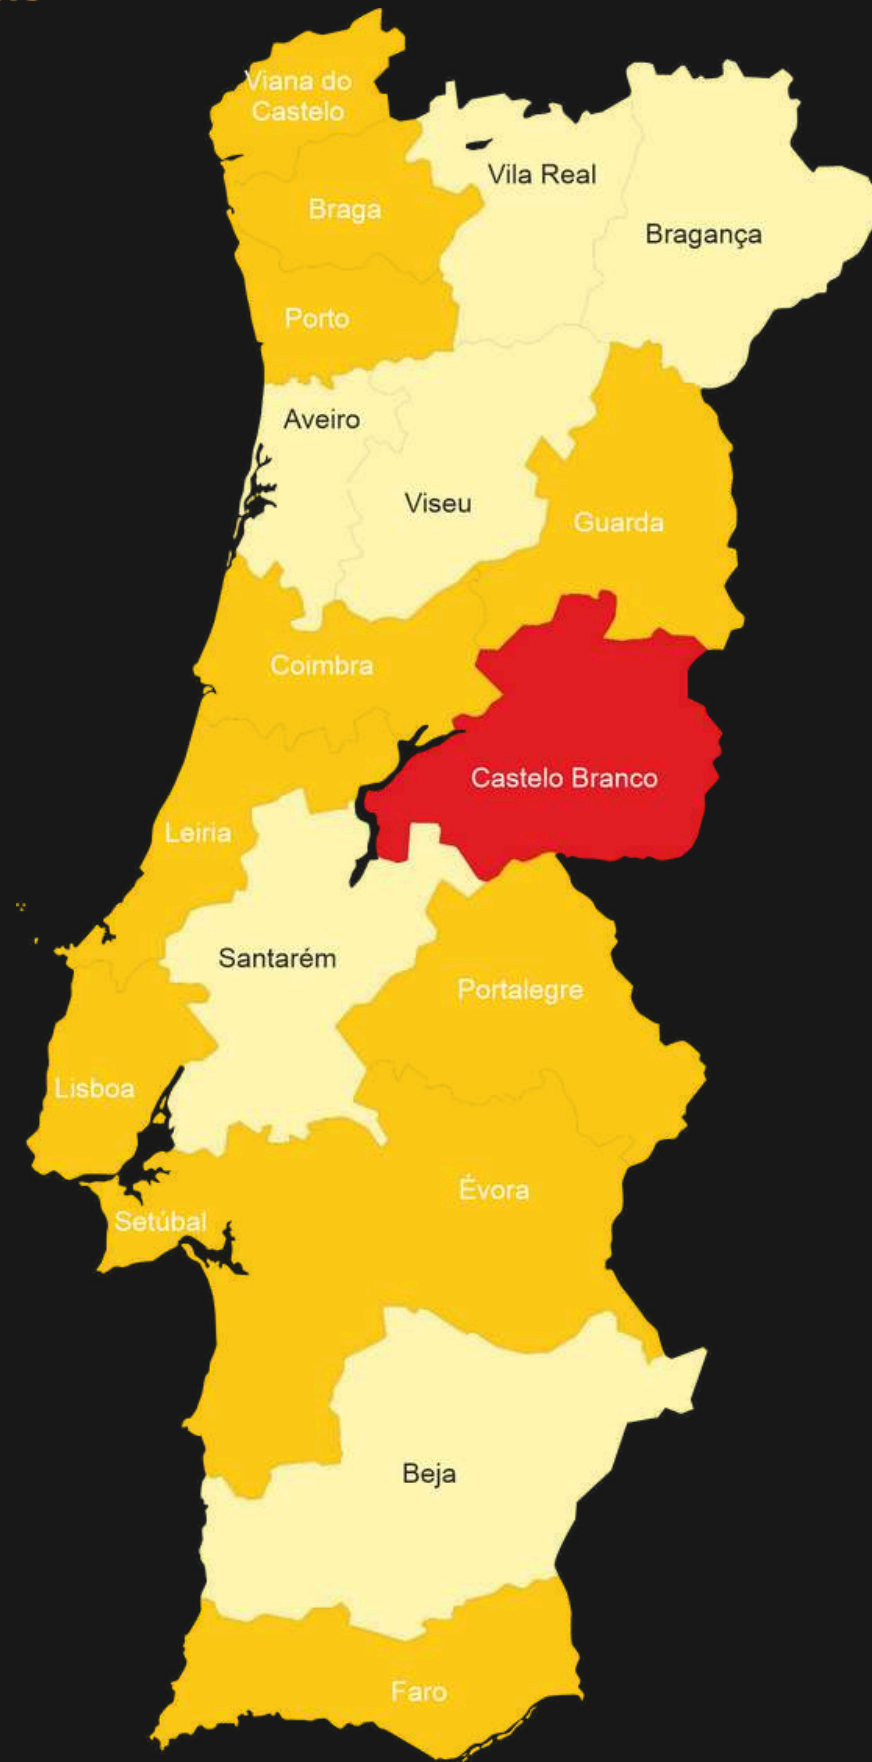 Viana do
Castelo
Vila Real
Braga
Bragança
Porto
Aveiro
Viseu
Guarda
Coimbra
Castelo Branco
Leiria
Santarém
Portalegre
Lisboa
Évora
Setúbal
Beja
Faro